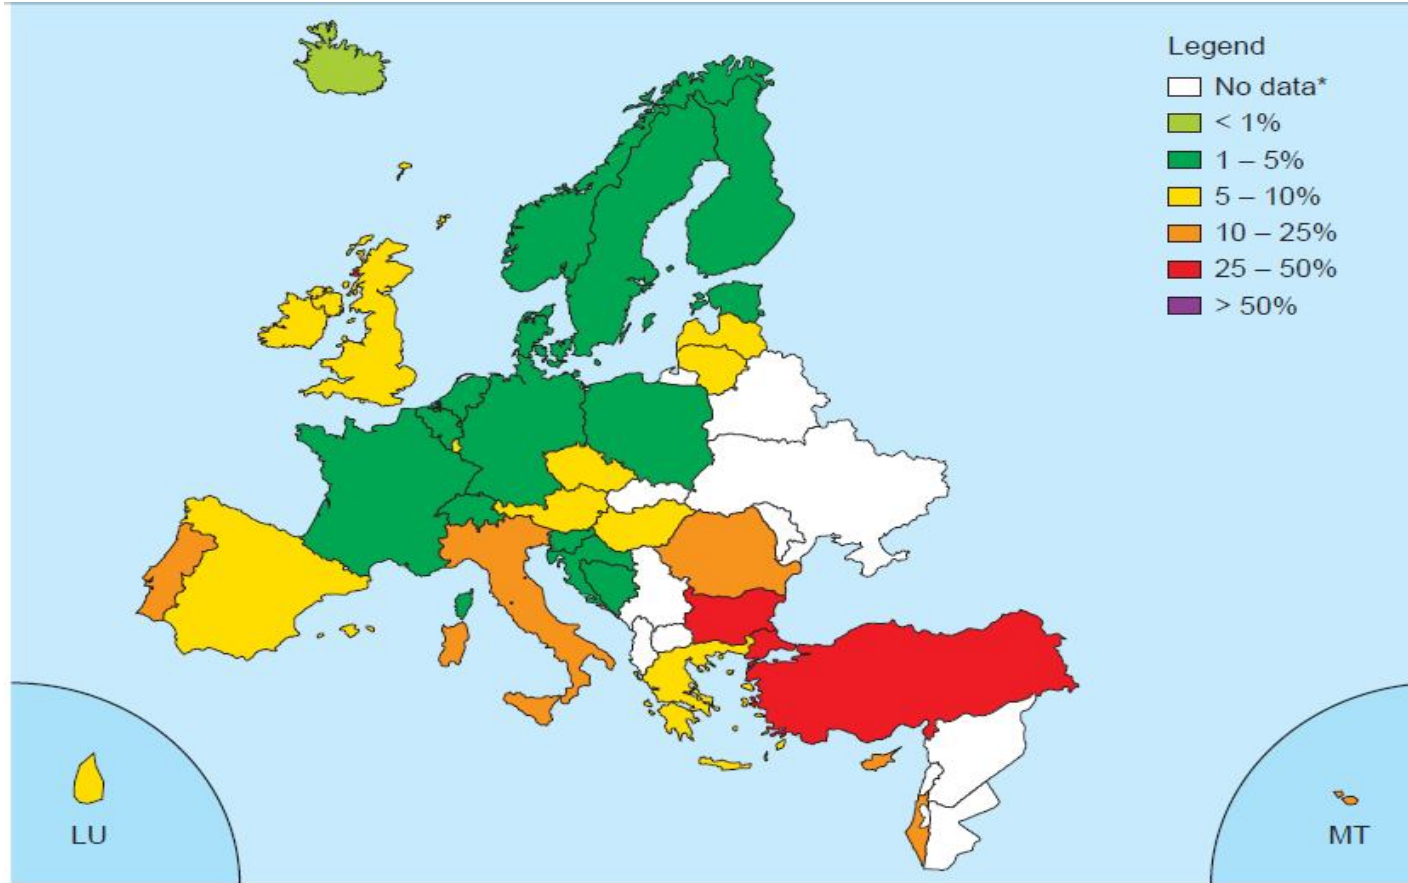 Legend
No data*
< 1%
1 – 5%
5 – 10%
10 – 25%
25 – 50%
> 50%
LU
MT